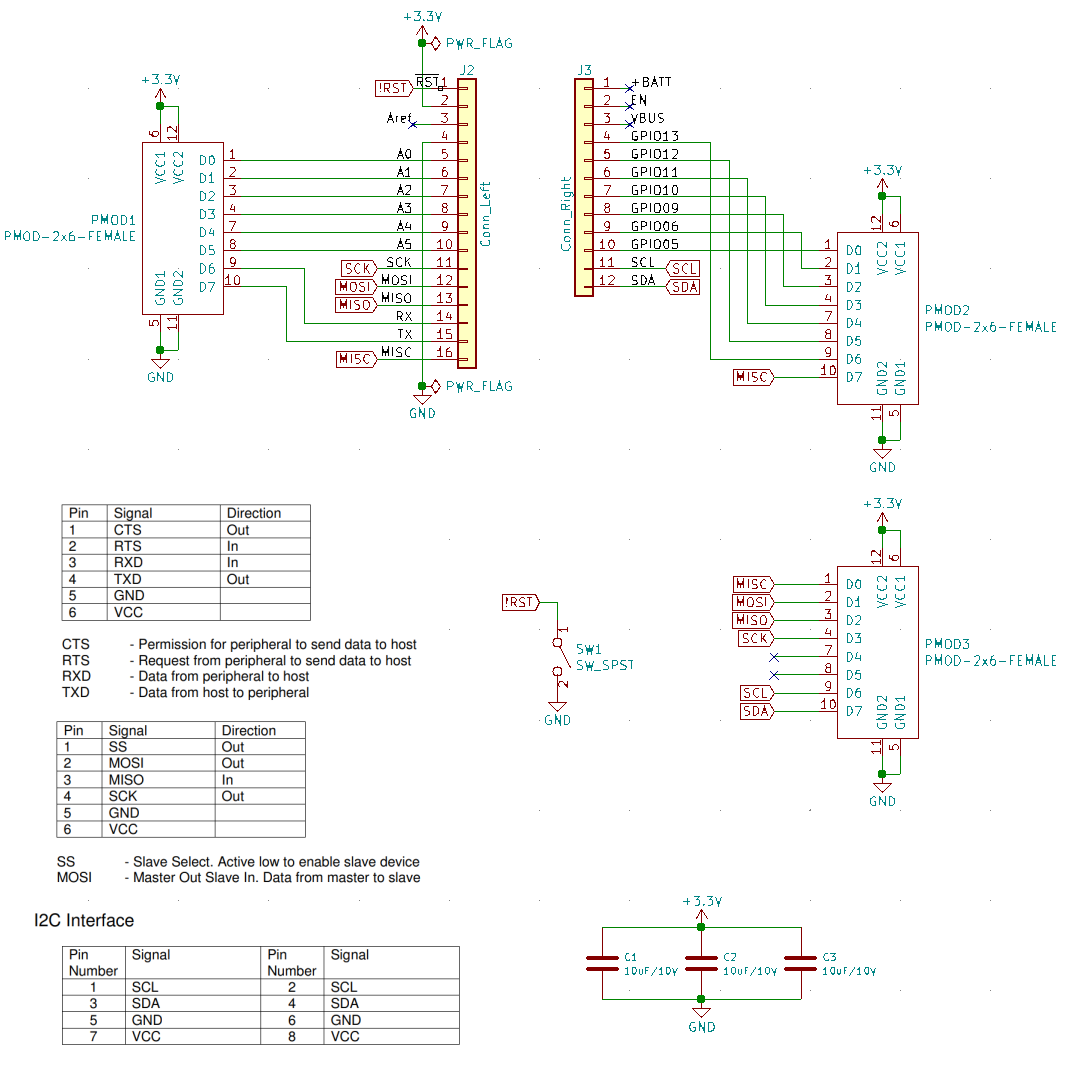 +3.3V
PWR_FLAG
+3.3V
6
12
VCC1
VCC2
D0 1
D1 2
D2 3
D3 4
D4 7
D5 8
D6 9
D7 10
PMOD1
PMOD-2x6-FEMALE
GND1
GND2
5
11
GND
J2
!RST
RST 1
2
Aref 3
4
A0 5
A1 6
A2 7
A3 8
A4 9
A5 10
SCK SCK 11
MOSI MOSI 12
MISO MISO 13
RX 14
TX 15
MISC MISC 16
Conn_Left
PWR_FLAG
GND
J3
1 +BATT
2 EN
3 VBUS
4 GPIO13
5 GPIO12
6 GPIO11
7 GPIO10
8 GPIO09
9 GPIO06
10 GPIO05
11 SCL SCL
12 SDA SDA
Conn_Right
+3.3V
12
6
VCC2
VCC1
1 D0
2 D1
3 D2
4 D3
7 D4
8 D5
9 D6
MISC 10 D7
PMOD2
PMOD-2x6-FEMALE
GND2
GND1
11
5
GND
Pin Signal Direction
1 CTS Out
2 RTS In
3 RXD In
4 TXD Out
5 GND
6 VCC
CTS - Permission for peripheral to send data to host
RTS - Request from peripheral to send data to host
RXD - Data from peripheral to host
TXD - Data from host to peripheral
Pin Signal Direction
1 SS Out
2 MOSI Out
3 MISO In
4 SCK Out
5 GND
6 VCC
SS - Slave Select. Active low to enable slave device
MOSI - Master Out Slave In. Data from master to slave
I2C Interface
Pin Number Signal Pin Number Signal
1 SCL 2 SCL
3 SDA 4 SDA
5 GND 6 GND
7 VCC 8 VCC
!RST
1
SW1
SW_SPST
2
GND
+3.3V
12
6
VCC2
VCC1
MISC 1 D0
MOSI 2 D1
MISO 3 D2
SCK 4 D3
7 D4
8 D5
SCL 9 D6
SDA 10 D7
PMOD3
PMOD-2x6-FEMALE
GND2
GND1
11
5
GND
+3.3V
C1
10uF/10V
C2
10uF/10V
C3
10uF/10V
GND